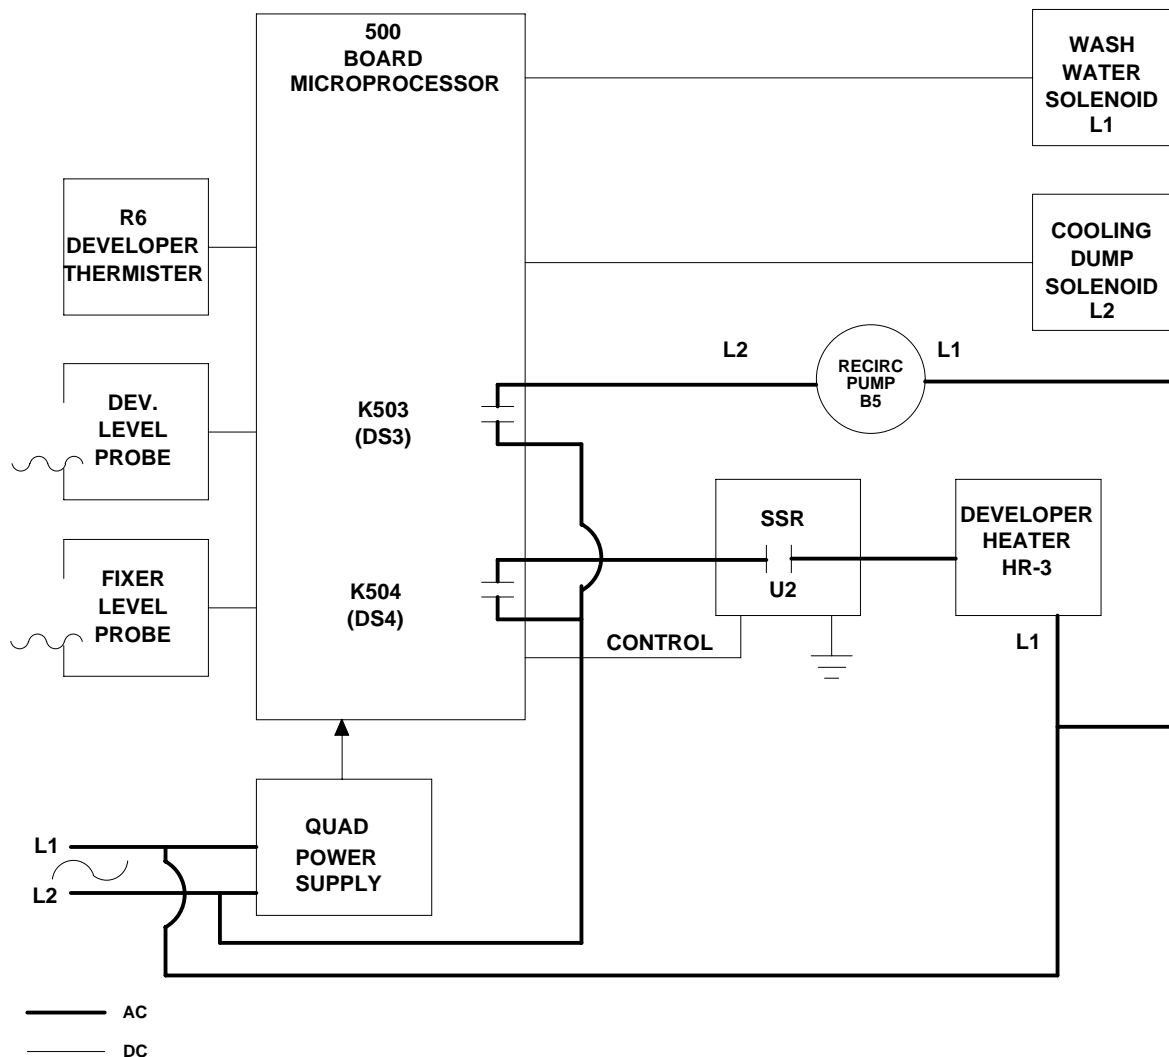 500
BOARD
MICROPROCESSOR
WASH
WATER
SOLENOID
L1
R6
DEVELOPER
THERMISTER
COOLING
DUMP
SOLENOID
L2
L2
RECIRC
PUMP
B5
L1
DEV.
LEVEL
PROBE
K503
(DS3)
SSR
U2
DEVELOPER
HEATER
HR-3
FIXER
LEVEL
PROBE
K504
(DS4)
CONTROL
L1
QUAD
POWER
SUPPLY
L1
L2
AC
DC